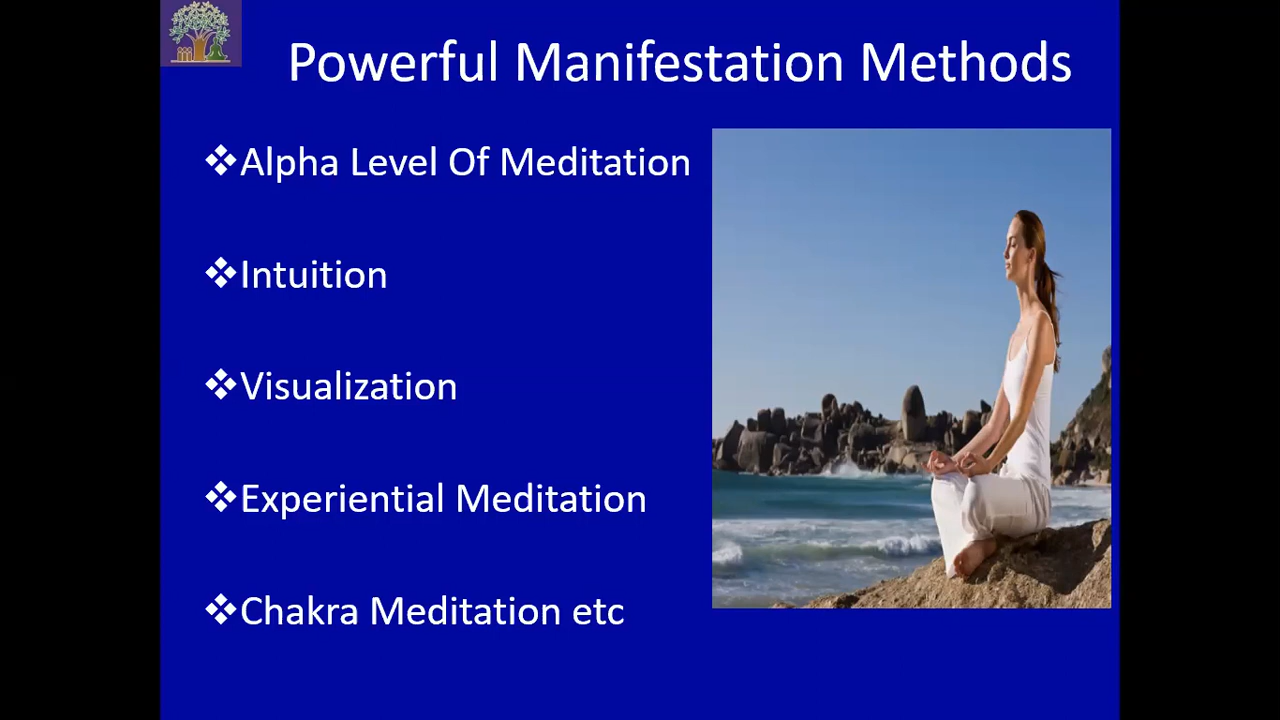 Powerful Manifestation Methods
❖Alpha Level Of Meditation
❖Intuition
❖Visualization
❖Experiential Meditation
❖Chakra Meditation etc